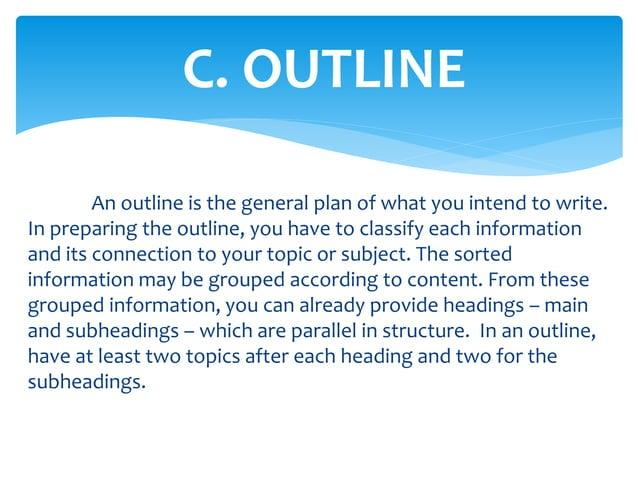 C. OUTLINE
An outline is the general plan of what you intend to write.
In preparing the outline, you have to classify each information
and its connection to your topic or subject. The sorted
information may be grouped according to content. From these
grouped information, you can already provide headings – main
and subheadings – which are parallel in structure. In an outline,
have at least two topics after each heading and two for the
subheadings.